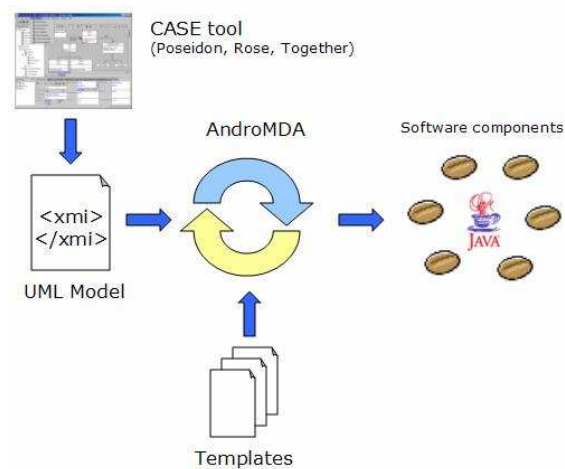 CASE tool
(Poseidon, Rose, Together)
AndroMDA
Software components
<xmi>
</xmi>
JAVA
UML Model
Templates